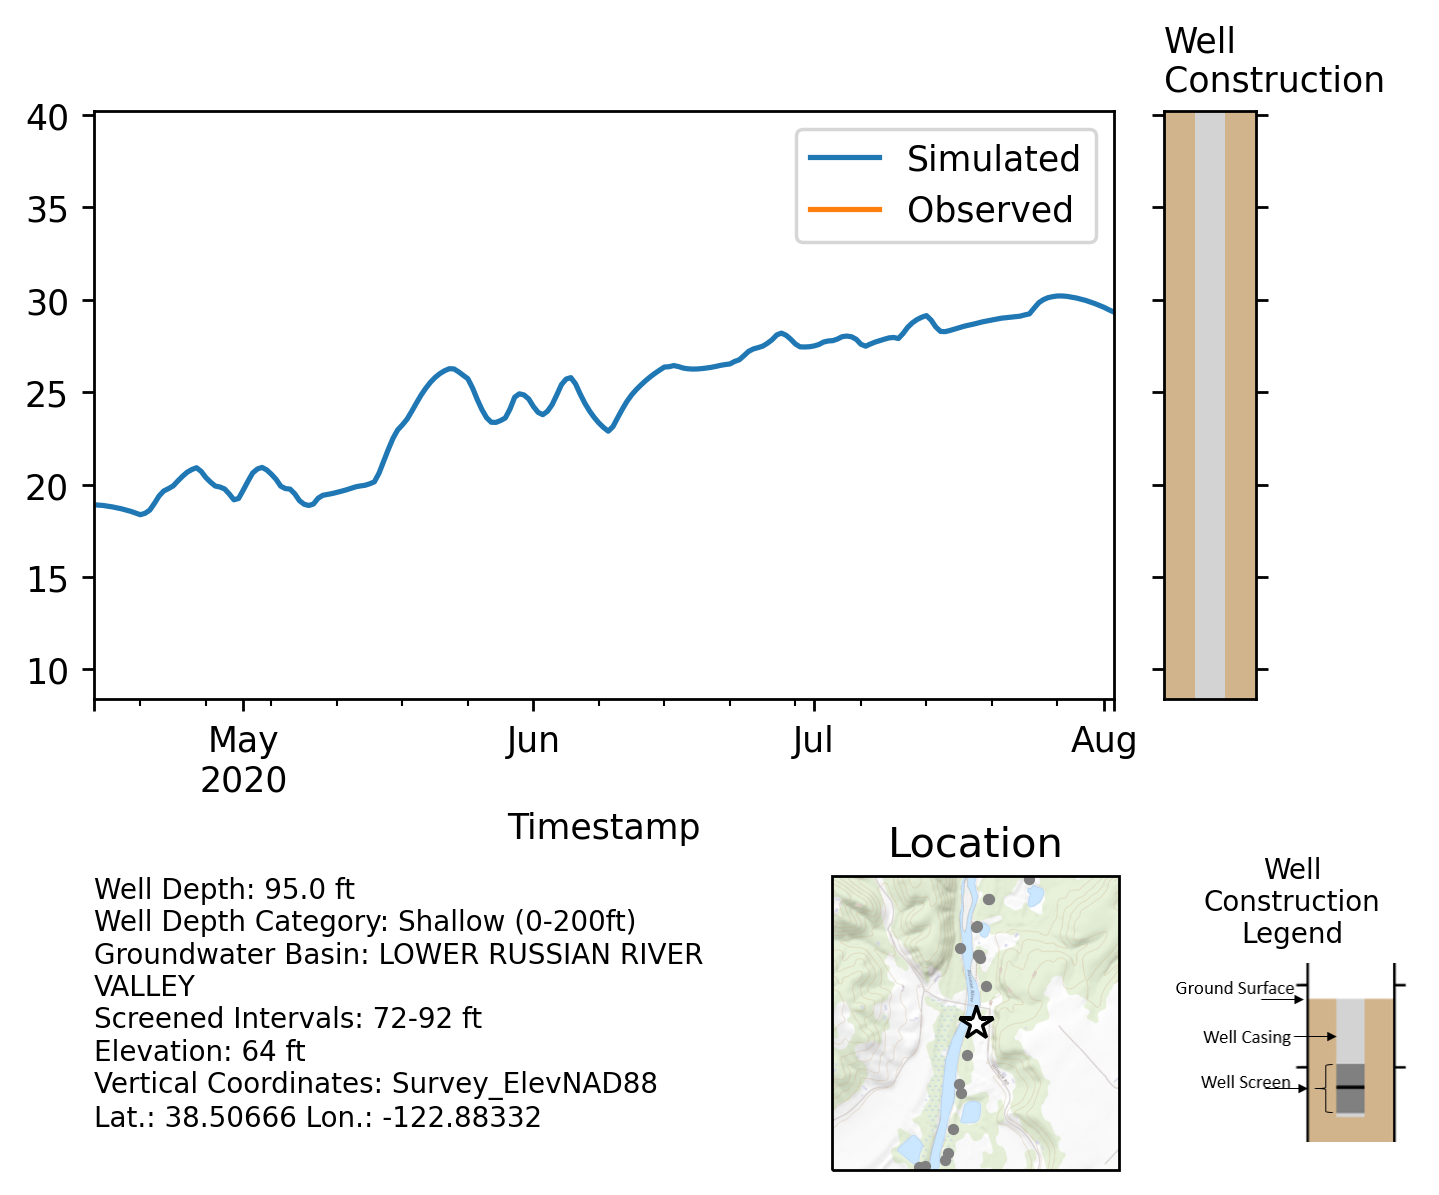 Well
Construction
40
35
30
25
20
15
10
Simulated
Observed
May
2020
Jun
Jul
Aug
Timestamp
Well Depth: 95.0 ft
Well Depth Category: Shallow (0-200ft)
Groundwater Basin: LOWER RUSSIAN RIVER
VALLEY
Screened Intervals: 72-92 ft
Elevation: 64 ft
Vertical Coordinates: Survey_ElevNAD88
Lat.: 38.50666 Lon.: -122.88332
Location
Well
Construction
Legend
Ground Surface
Well Casing
Well Screen